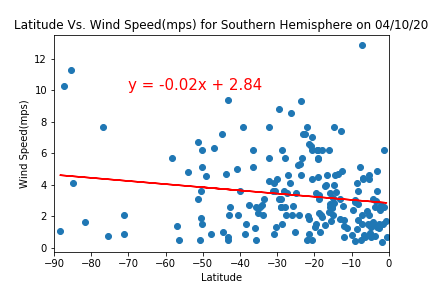 Latitude Vs. Wind Speed(mps) for Southern Hemisphere on 04/10/20
12
10
8
6
4
2
0
y = -0.02x + 2.84
Wind Speed(mps)
−90 −80 −70 −60 −50 −40 −30 −20 −10 0
Latitude